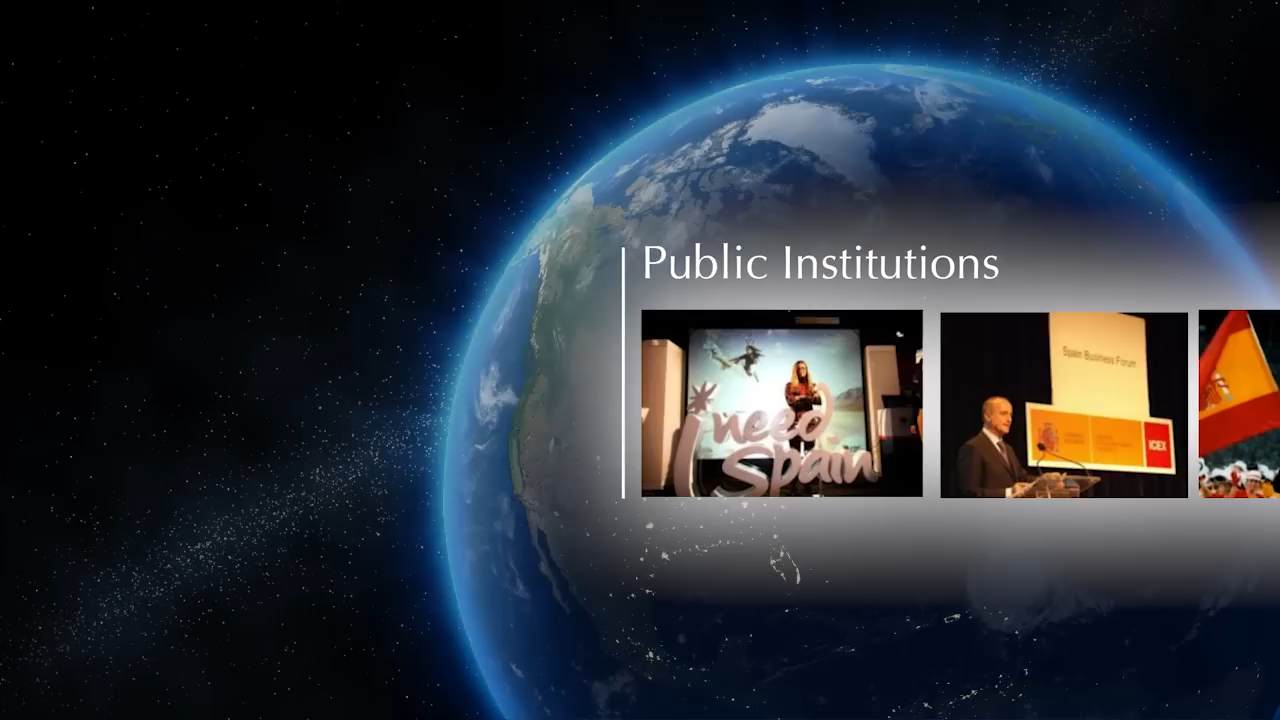 Public Institutions
i need
Spain
Spain Business Forum
ICEX